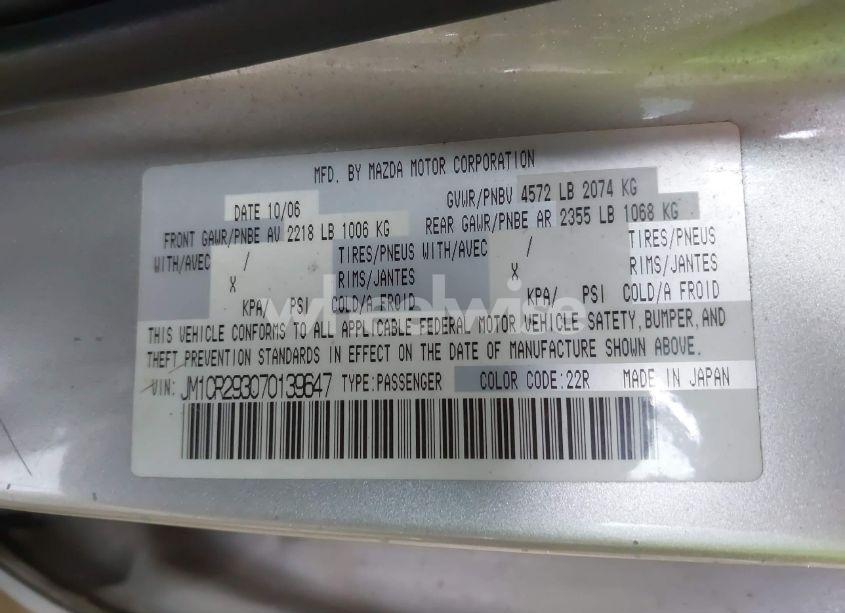 MFD. BY MAZDA MOTOR CORPORATION
DATE 10/06 GVWR/PNBV 4572 LB 2074 KG
FRONT GAWR/PNBE AV 2218 LB 1006 KG REAR GAWR/PNBE AR 2355 LB 1068 KG
WITH/AVEC / TIRES/PNEUS WITH/AVEC / TIRES/PNEUS
X RIMS/JANTES X RIMS/JANTES
KPA/ PSI COLD/A FROID KPA/ PSI COLD/A FROID
wheelwise
THIS VEHICLE CONFORMS TO ALL APPLICABLE FEDERAL MOTOR VEHICLE SAFETY, BUMPER, AND
THEFT PREVENTION STANDARDS IN EFFECT ON THE DATE OF MANUFACTURE SHOWN ABOVE.
VIN: JM1CR293070139647 TYPE:PASSENGER COLOR CODE:22R MADE IN JAPAN